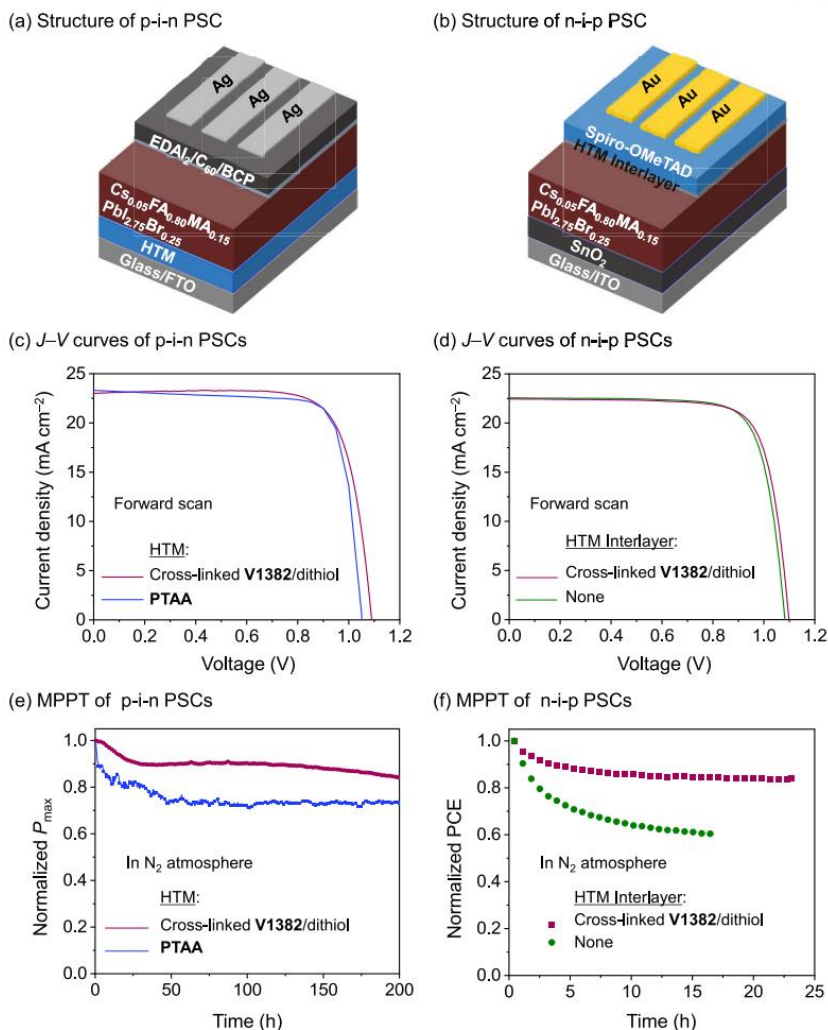 (a) Structure of p-i-n PSC
Ag
Ag
Ag
EDAI₂/C₆₀/BCP
Cs₀.₀₅FA₀.₈₀MA₀.₁₅
PbI₂.₇₅Br₀.₂₅
HTM
Glass/FTO
(b) Structure of n-i-p PSC
Au
Au
Au
Spiro-OMeTAD
HTM Interlayer
Cs₀.₀₅FA₀.₈₀MA₀.₁₅
PbI₂.₇₅Br₀.₂₅
SnO₂
Glass/ITO
(c) J–V curves of p-i-n PSCs
Current density (mA cm⁻²)
25
20
15
10
5
0
Forward scan
HTM:
Cross-linked V1382/dithiol
PTAA
0.0 0.2 0.4 0.6 0.8 1.0 1.2
Voltage (V)
(d) J–V curves of n-i-p PSCs
Current density (mA cm⁻²)
25
20
15
10
5
0
Forward scan
HTM Interlayer:
Cross-linked V1382/dithiol
None
0.0 0.2 0.4 0.6 0.8 1.0 1.2
Voltage (V)
(e) MPPT of p-i-n PSCs
Normalized Pmax
1.0
0.8
0.6
0.4
0.2
0.0
In N₂ atmosphere
HTM:
Cross-linked V1382/dithiol
PTAA
0 50 100 150 200
Time (h)
(f) MPPT of n-i-p PSCs
Normalized PCE
1.0
0.8
0.6
0.4
0.2
0.0
In N₂ atmosphere
HTM Interlayer:
Cross-linked V1382/dithiol
None
0 5 10 15 20 25
Time (h)